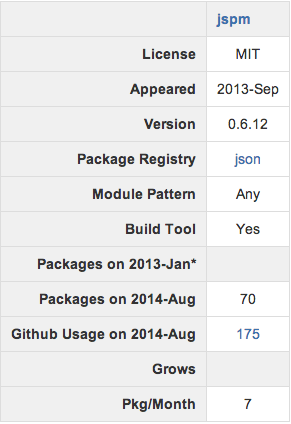 jspm
License MIT
Appeared 2013-Sep
Version 0.6.12
Package Registry json
Module Pattern Any
Build Tool Yes
Packages on 2013-Jan*
Packages on 2014-Aug 70
Github Usage on 2014-Aug 175
Grows
Pkg/Month 7